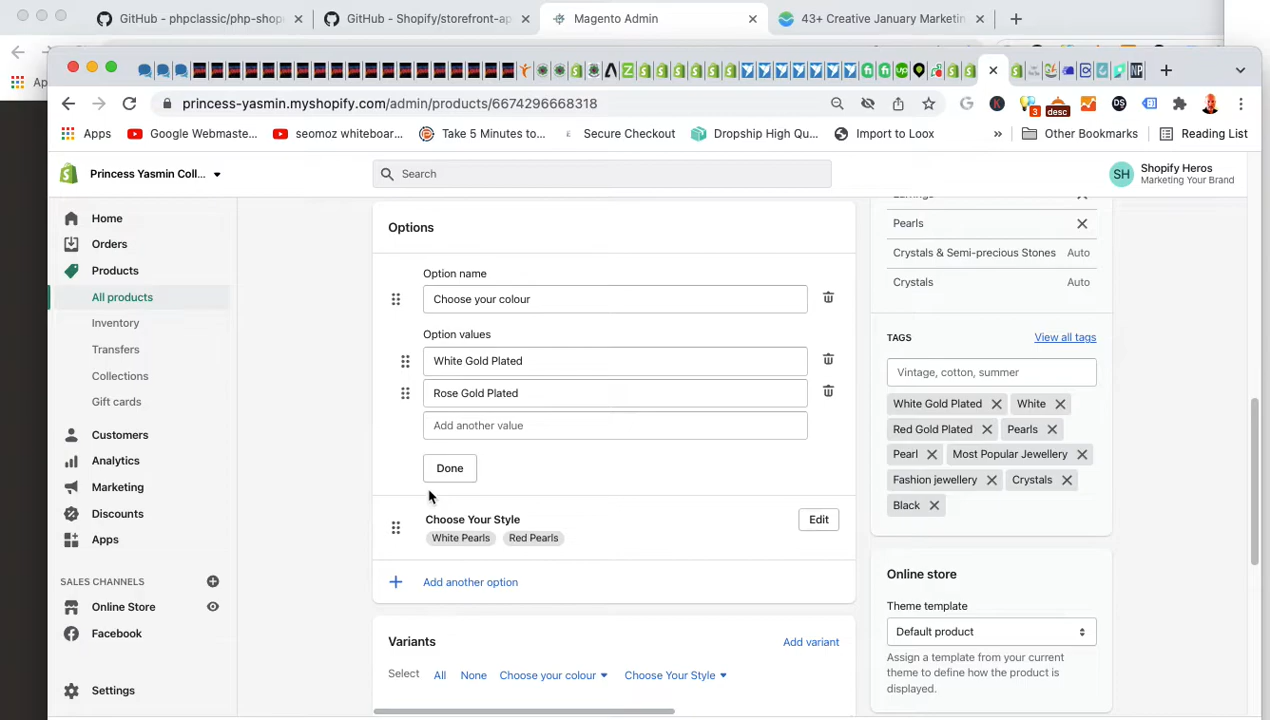 GitHub - phpclassic/php-shop
GitHub - Shopify/storefront-ap
Magento Admin
43+ Creative January Marketin
princess-yasmin.myshopify.com/admin/products/6674296668318
Apps
Google Webmaste...
seomoz whiteboar...
Take 5 Minutes to...
Secure Checkout
Dropship High Qu...
Import to Loox
»
Other Bookmarks
Reading List
Princess Yasmin Coll...
Search
SH
Shopify Heros
Marketing Your Brand
Home
Orders
Products
All products
Inventory
Transfers
Collections
Gift cards
Customers
Analytics
Marketing
Discounts
Apps
SALES CHANNELS
Online Store
Facebook
Settings
Options
Option name
Choose your colour
Option values
White Gold Plated
Rose Gold Plated
Add another value
Done
Choose Your Style
Edit
White Pearls Red Pearls
Add another option
Variants
Add variant
Select All None Choose your colour Choose Your Style
Earrings
Pearls
Crystals & Semi-precious Stones Auto
Crystals Auto
TAGS
View all tags
Vintage, cotton, summer
White Gold Plated White
Red Gold Plated Pearls
Pearl Most Popular Jewellery
Fashion jewellery Crystals
Black
Online store
Theme template
Default product
Assign a template from your current
theme to define how the product is
displayed.